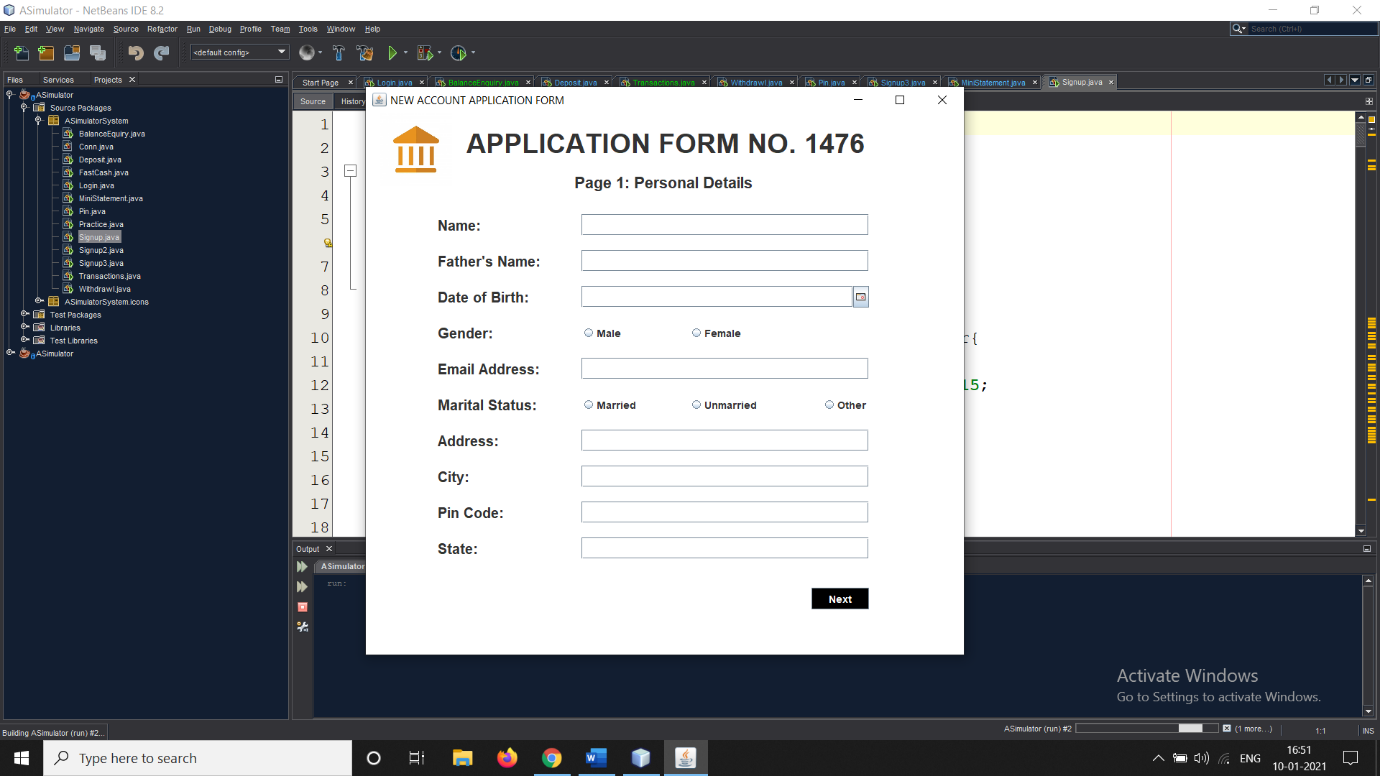 ASimulator - NetBeans IDE 8.2
File Edit View Navigate Source Refactor Run Debug Profile Team Tools Window Help
Search (Ctrl+I)
<default config>
Files Services Projects
Start Page Login.java BalanceEnquiry.java Deposit.java Transactions.java Withdrawl.java Pin.java Signup3.java MiniStatement.java Signup.java
Source History
ASimulator
Source Packages
ASimulatorSystem
BalanceEquiry.java
Conn.java
Deposit.java
FastCash.java
Login.java
MiniStatement.java
Pin.java
Practice.java
Signup.java
Signup2.java
Signup3.java
Transactions.java
Withdrawl.java
ASimulatorSystem.icons
Test Packages
Libraries
Test Libraries
ASimulator
1
2
3
4
5
7
8
9
10
11
12
13
14
15
16
17
18
c{
15;
NEW ACCOUNT APPLICATION FORM
APPLICATION FORM NO. 1476
Page 1: Personal Details
Name:
Father's Name:
Date of Birth:
Gender: Male Female
Email Address:
Marital Status: Married Unmarried Other
Address:
City:
Pin Code:
State:
Next
Output
ASimulator
run:
Activate Windows
Go to Settings to activate Windows.
Building ASimulator (run) #2...
ASimulator (run) #2 (1 more...) 1:1 INS
Type here to search
ENG
16:51
10-01-2021